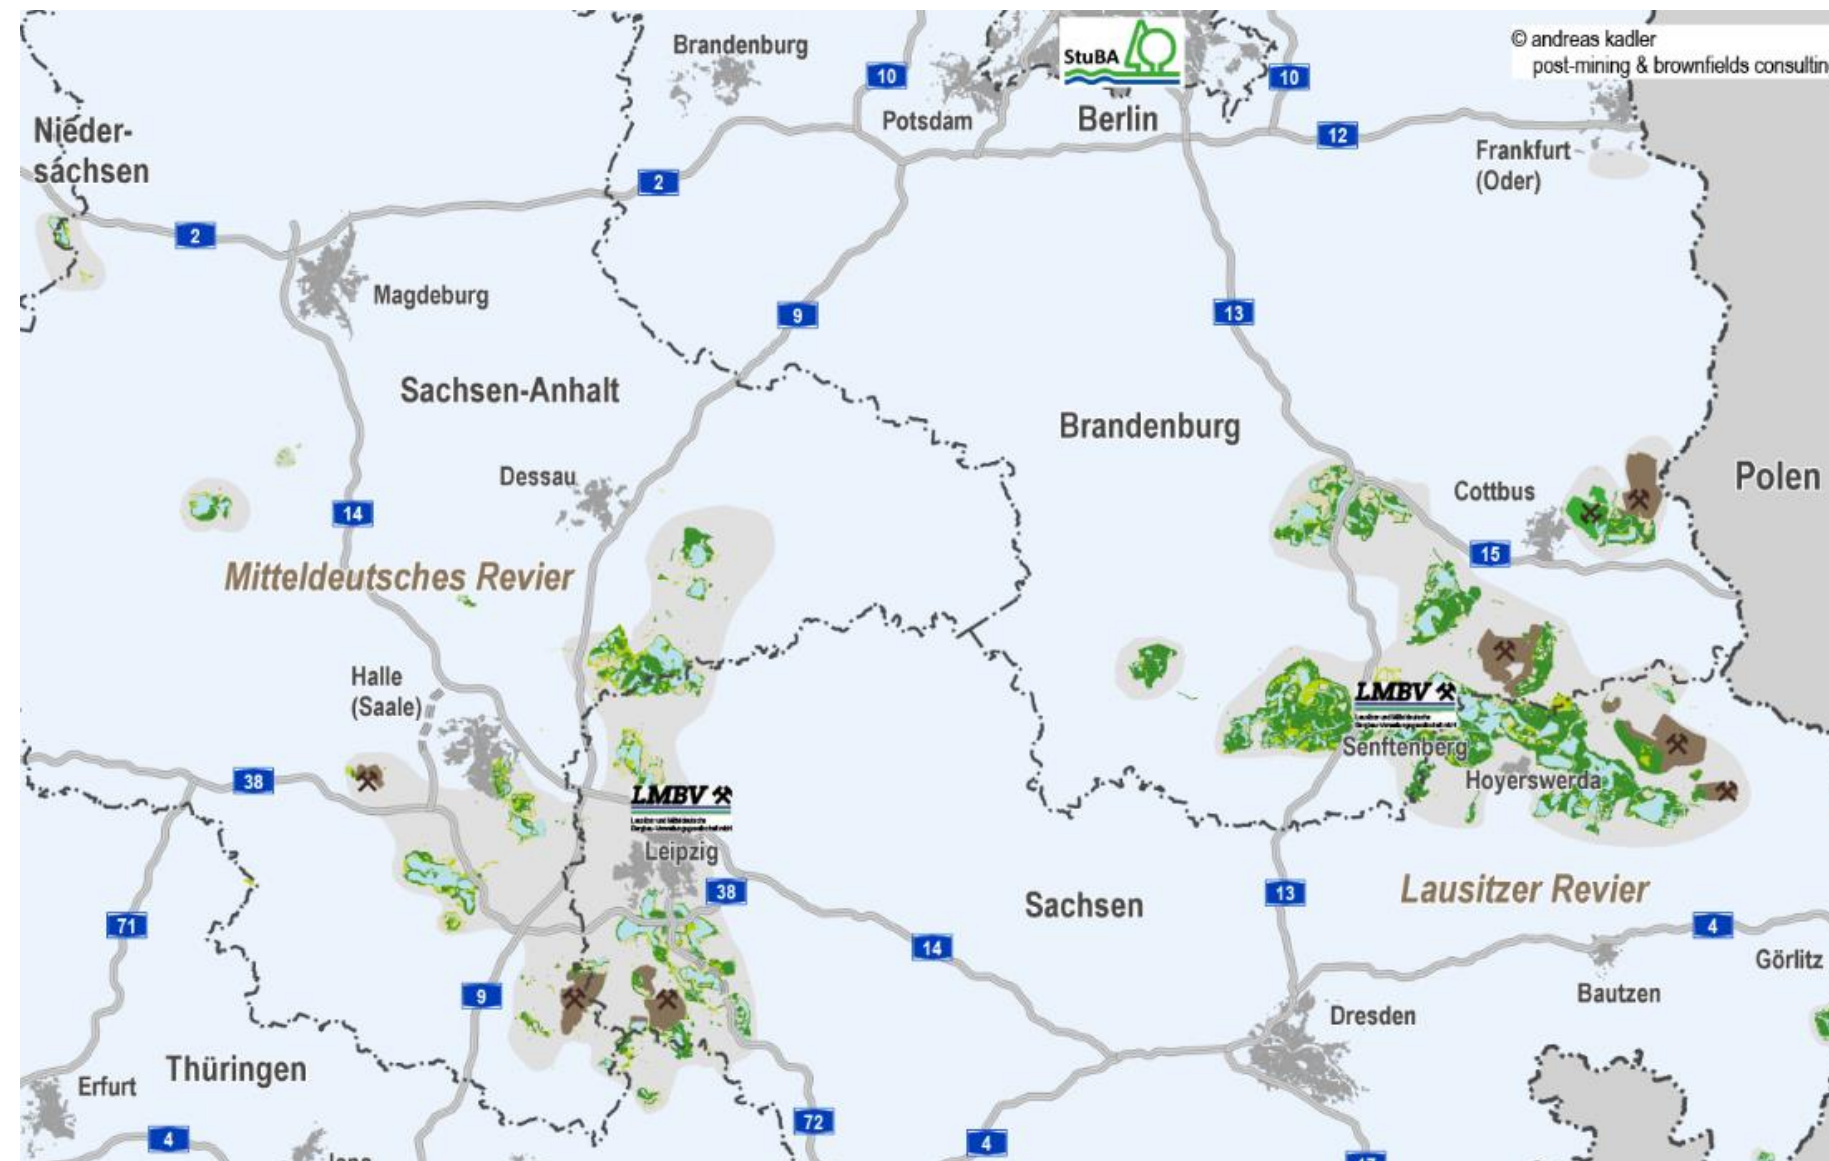 Brandenburg
StuBA
© andreas kadler
post-mining & brownfields consultin
10
10
Potsdam
Berlin
12
Nieder-
sachsen
Frankfurt
(Oder)
2
2
Magdeburg
9
13
Sachsen-Anhalt
Brandenburg
Polen
Dessau
Cottbus
14
15
Mitteldeutsches Revier
Halle
(Saale)
LMBV
Senftenberg
Hoyerswerda
38
LMBV
Leipzig
38
Sachsen
13
Lausitzer Revier
71
14
4
Görlitz
9
Bautzen
Dresden
Thüringen
Erfurt
72
4
4